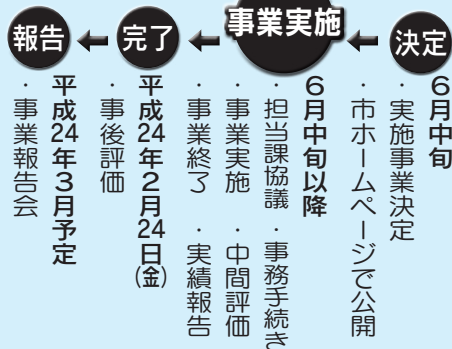 決定
6月中旬
・実施事業決定
・市ホームページで公開
事業実施
6月中旬以降
・担当課協議 ・事務手続き
・事業実施 ・中間評価
・事業終了 ・実績報告
完了
平成24年2月24日(金)
・事後評価
報告
平成24年3月予定
・事業報告会